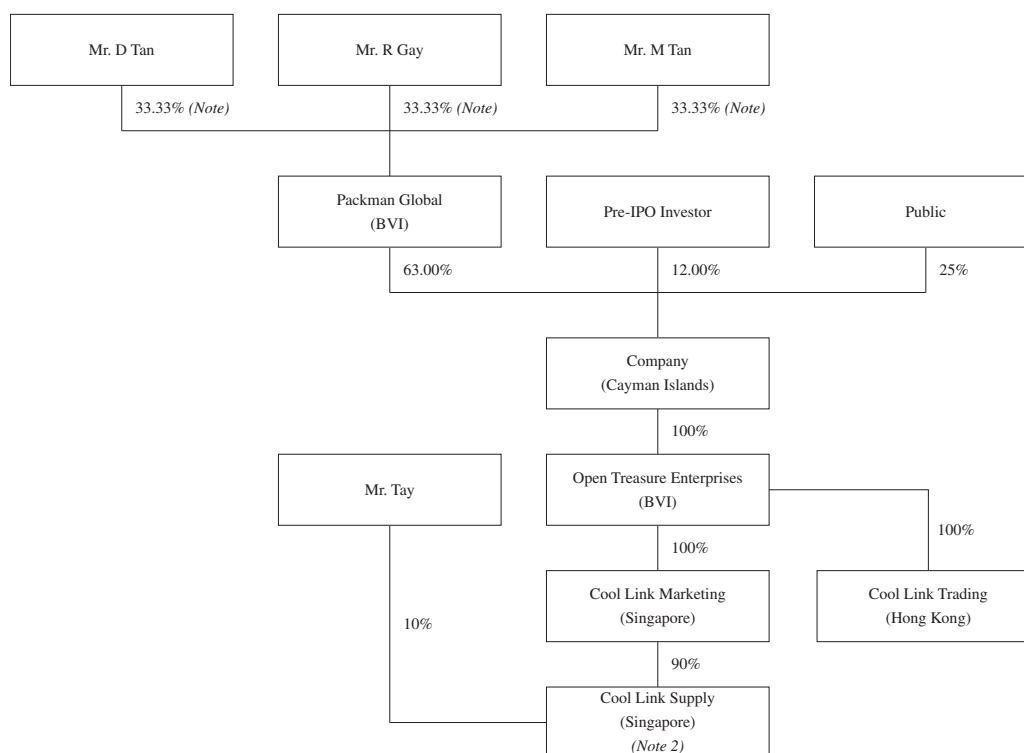 Mr. D Tan
Mr. R Gay
Mr. M Tan
33.33% (Note)
33.33% (Note)
33.33% (Note)
Packman Global
(BVI)
Pre-IPO Investor
Public
63.00%
12.00%
25%
Company
(Cayman Islands)
100%
Mr. Tay
Open Treasure Enterprises
(BVI)
100%
100%
Cool Link Marketing
(Singapore)
Cool Link Trading
(Hong Kong)
10%
90%
Cool Link Supply
(Singapore)
(Note 2)